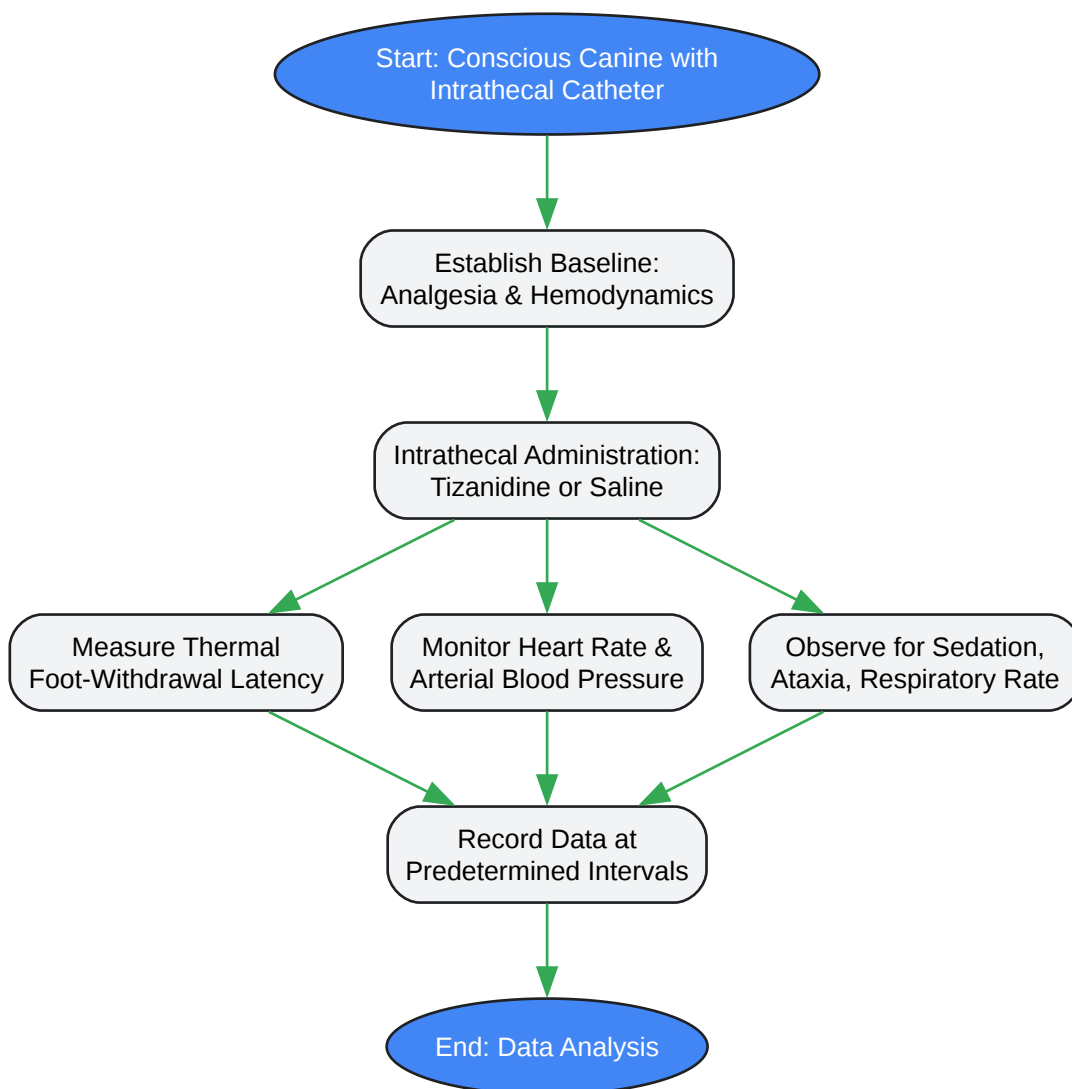 Start: Conscious Canine with
Intrathecal Catheter
Establish Baseline:
Analgesia & Hemodynamics
Intrathecal Administration:
Tizanidine or Saline
Measure Thermal
Foot-Withdrawal Latency
Monitor Heart Rate &
Arterial Blood Pressure
Observe for Sedation,
Ataxia, Respiratory Rate
Record Data at
Predetermined Intervals
End: Data Analysis